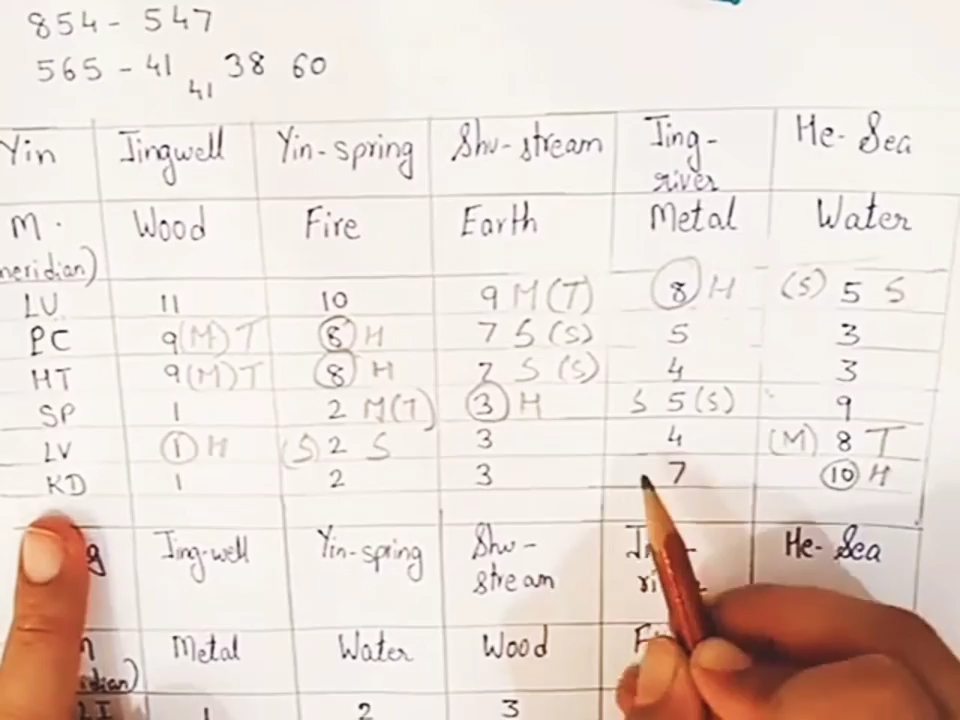 854 - 547
565 - 41 41 38 60
Yin Jingwell Yin-spring Shu-stream Jing-river He-Sea
M. meridian) Wood Fire Earth Metal Water
LU 11 10 9 M(T) 8 H (S) 5 S
PC 9(M) T 8 H 7 S (S) 5 3
HT 9(M) T 8 H 7 S (S) 4 3
SP 1 2 M(T) 3 H S 5(S) 9
LV 1 H (S) 2 S 3 4 (M) 8 T
KD 1 2 3 7 10 H
Jing-well Yin-spring Shu-stream He-Sea
Metal Water Wood
LI 1 2 3